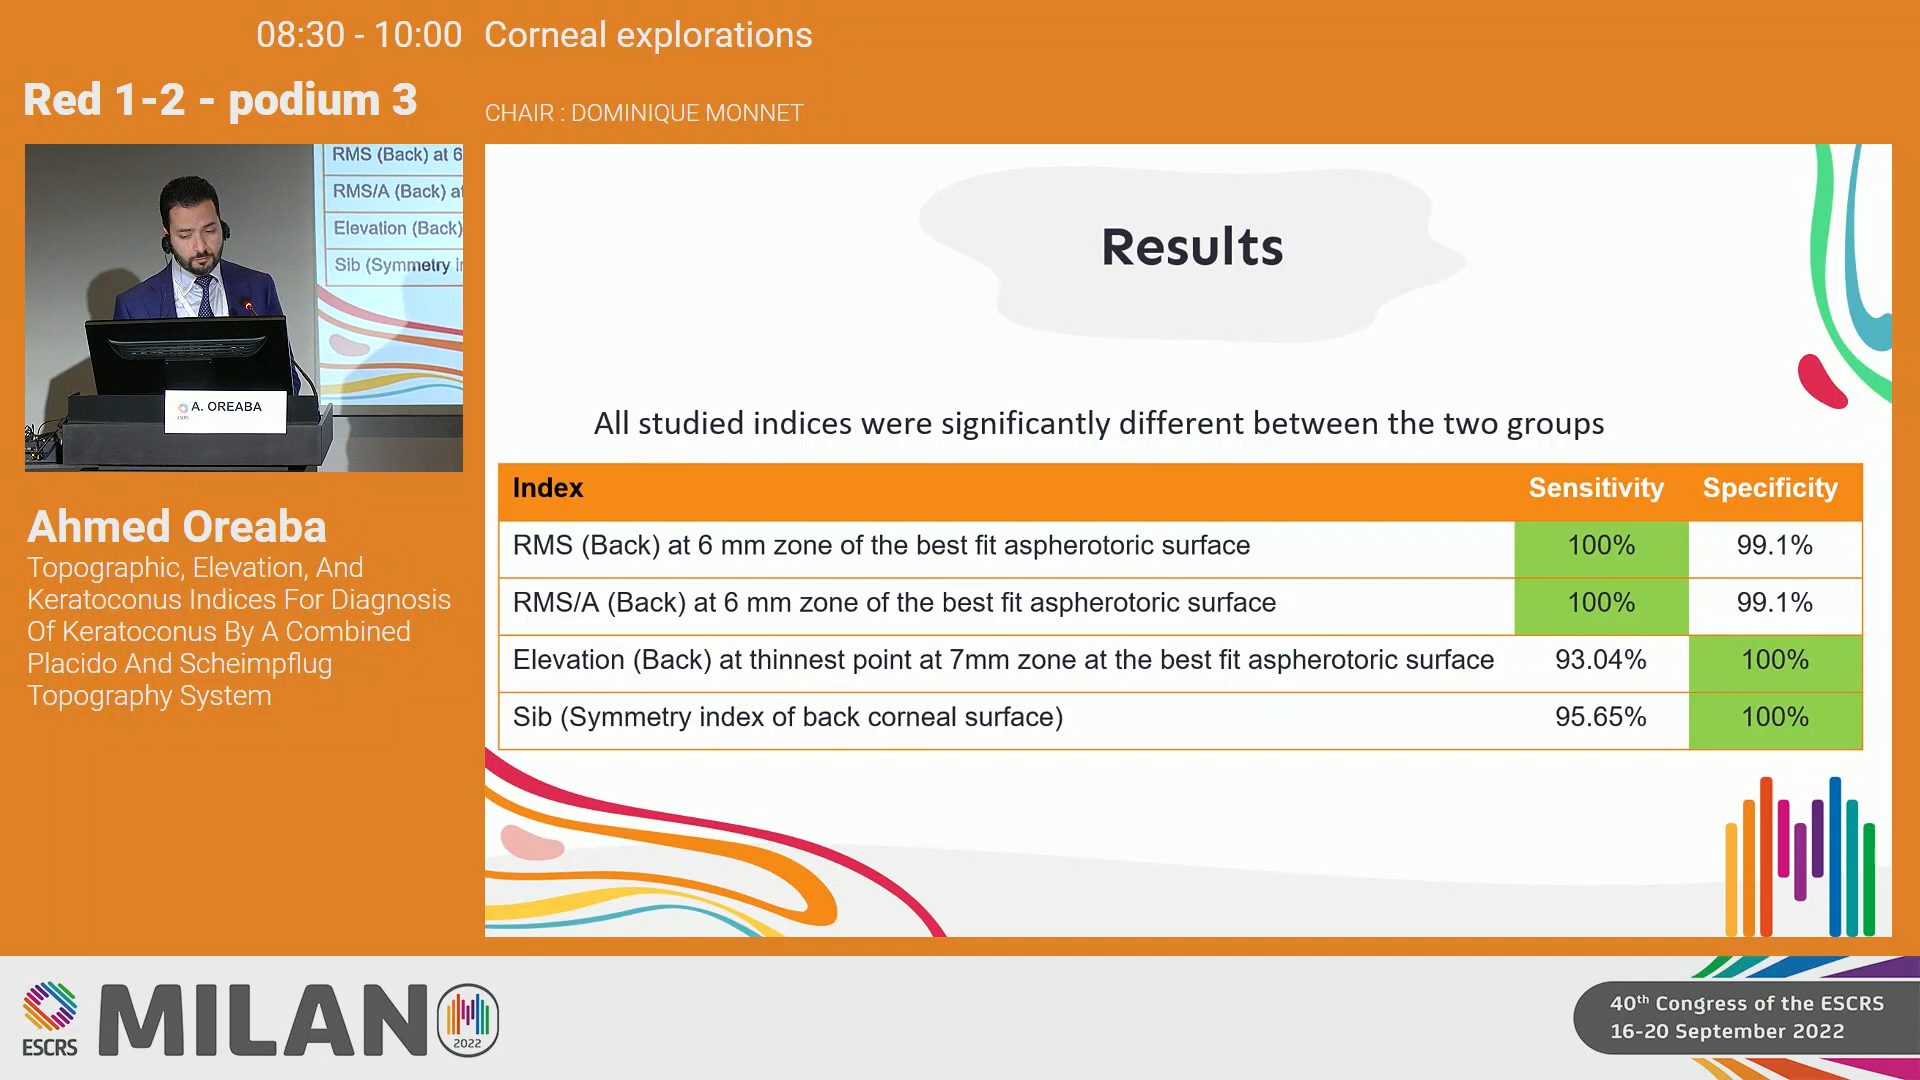 08:30 - 10:00 Corneal explorations
Red 1-2 - podium 3
CHAIR : DOMINIQUE MONNET
RMS (Back) at 6
RMS/A (Back) at
Elevation (Back)
Sib (Symmetry in
ESCRS
A. OREABA
Ahmed Oreaba
Topographic, Elevation, And
Keratoconus Indices For Diagnosis
Of Keratoconus By A Combined
Placido And Scheimpflug
Topography System
Results
All studied indices were significantly different between the two groups
Index Sensitivity Specificity
RMS (Back) at 6 mm zone of the best fit aspherotoric surface 100% 99.1%
RMS/A (Back) at 6 mm zone of the best fit aspherotoric surface 100% 99.1%
Elevation (Back) at thinnest point at 7mm zone at the best fit aspherotoric surface 93.04% 100%
Sib (Symmetry index of back corneal surface) 95.65% 100%
ESCRS
MILANO
2022
40th Congress of the ESCRS
16-20 September 2022